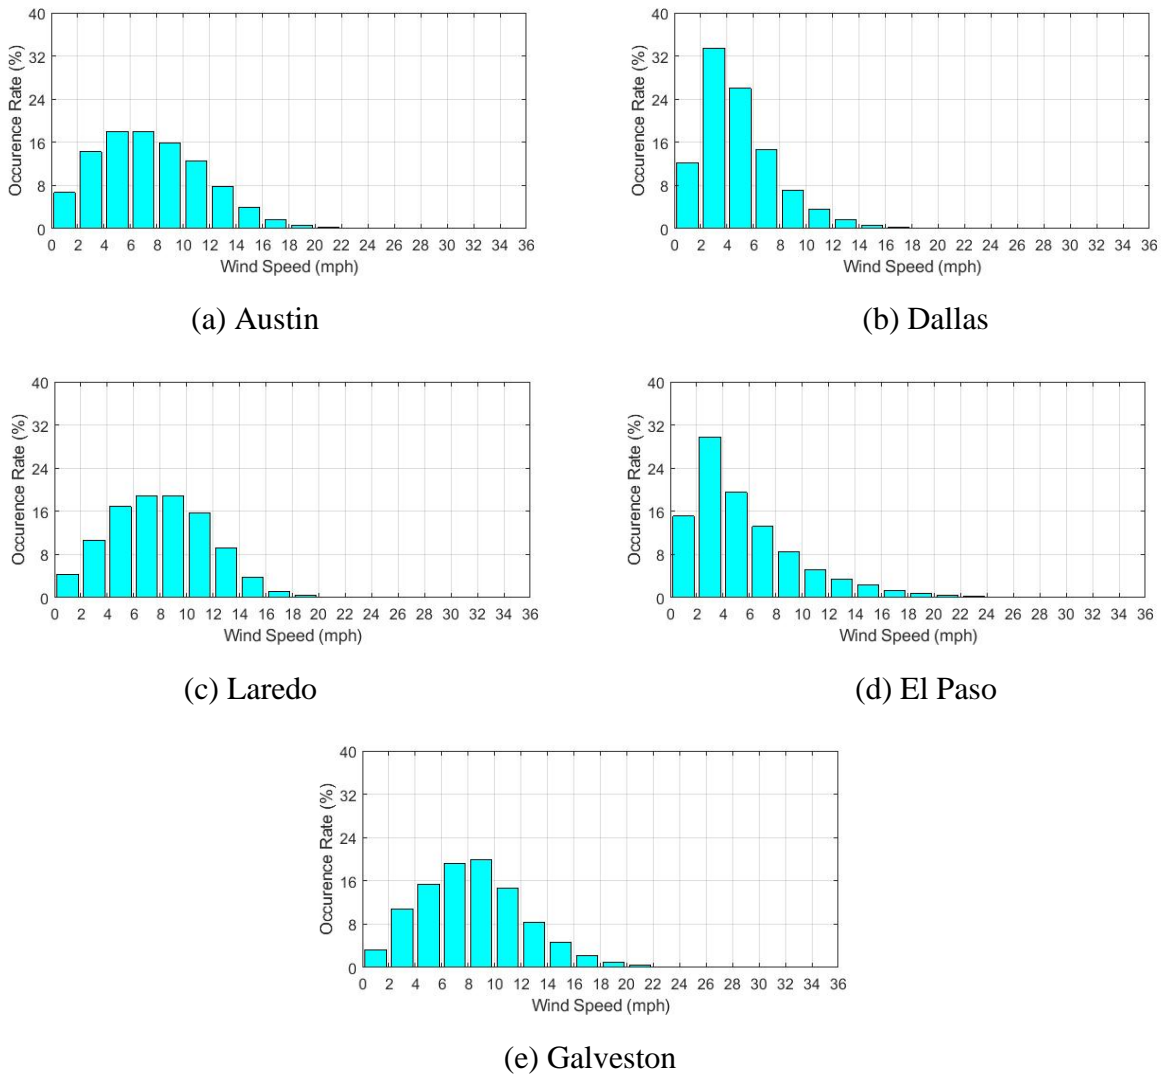 40
32
24
16
8
0
Occurence Rate (%)
0 2 4 6 8 10 12 14 16 18 20 22 24 26 28 30 32 34 36
Wind Speed (mph)
(a) Austin
40
32
24
16
8
0
Occurence Rate (%)
0 2 4 6 8 10 12 14 16 18 20 22 24 26 28 30 32 34 36
Wind Speed (mph)
(b) Dallas
40
32
24
16
8
0
Occurence Rate (%)
0 2 4 6 8 10 12 14 16 18 20 22 24 26 28 30 32 34 36
Wind Speed (mph)
(c) Laredo
40
32
24
16
8
0
Occurence Rate (%)
0 2 4 6 8 10 12 14 16 18 20 22 24 26 28 30 32 34 36
Wind Speed (mph)
(d) El Paso
40
32
24
16
8
0
Occurence Rate (%)
0 2 4 6 8 10 12 14 16 18 20 22 24 26 28 30 32 34 36
Wind Speed (mph)
(e) Galveston